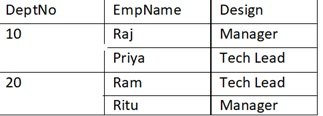 DeptNo EmpName Design
10 Raj Manager
Priya Tech Lead
20 Ram Tech Lead
Ritu Manager